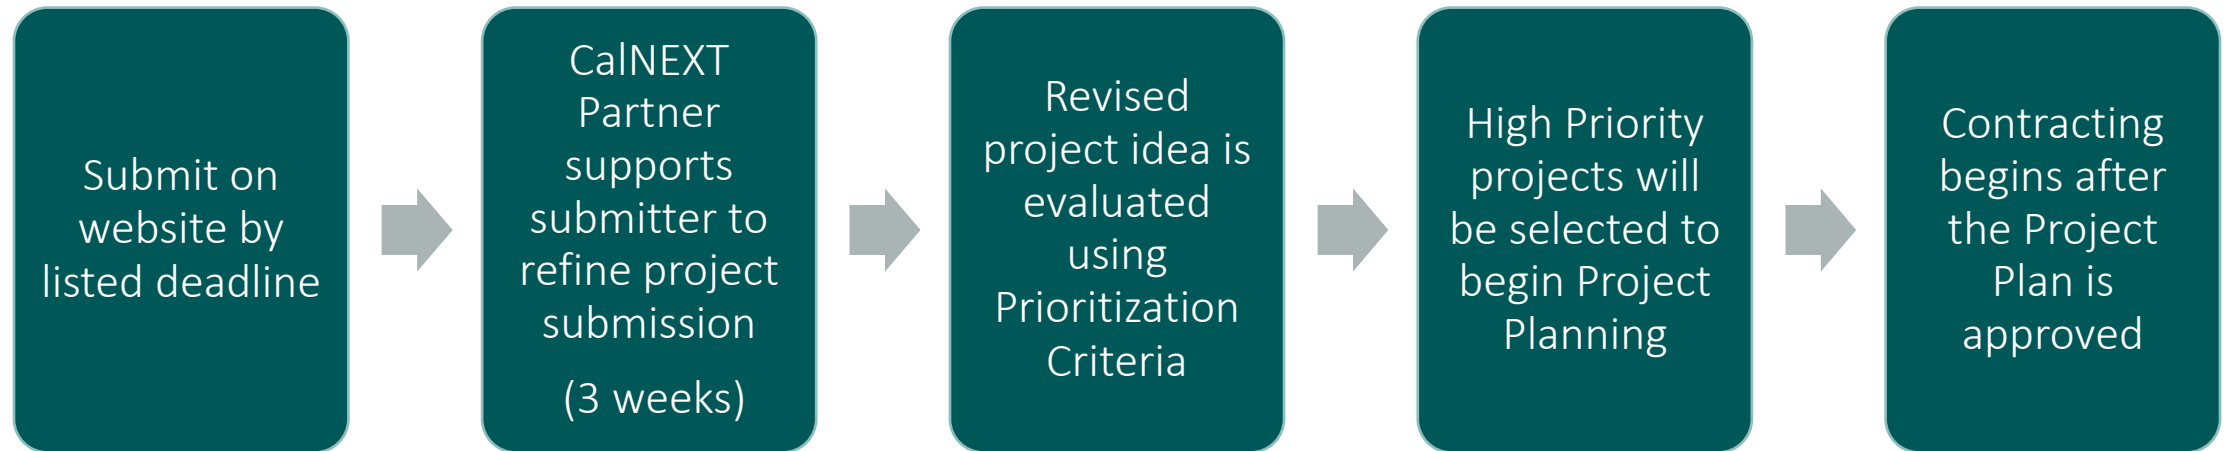 Submit on
website by
listed deadline
CalNEXT
Partner
supports
submitter to
refine project
submission
(3 weeks)
Revised
project idea is
evaluated
using
Prioritization
Criteria
High Priority
projects will
be selected to
begin Project
Planning
Contracting
begins after
the Project
Plan is
approved